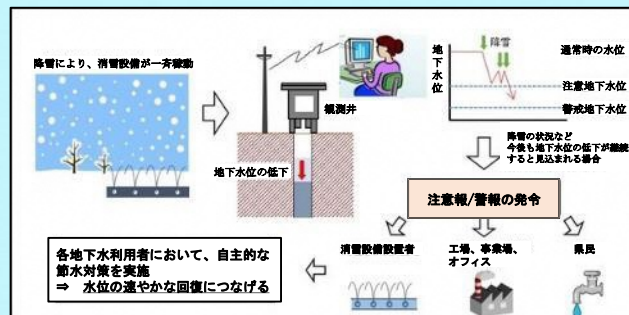 降雪により、消雪設備が一斉稼動
観測井
地下水位の低下
地下水位
降雪
通常時の水位
注意地下水位
警戒地下水位
降雪の状況など
今後も地下水位の低下が継続
すると見込まれる場合
注意報/警報の発令
消雪設備設置者
工場、事業場、
オフィス
県民
各地下水利用者において、自主的な
節水対策を実施
⇒ 水位の速やかな回復につなげる